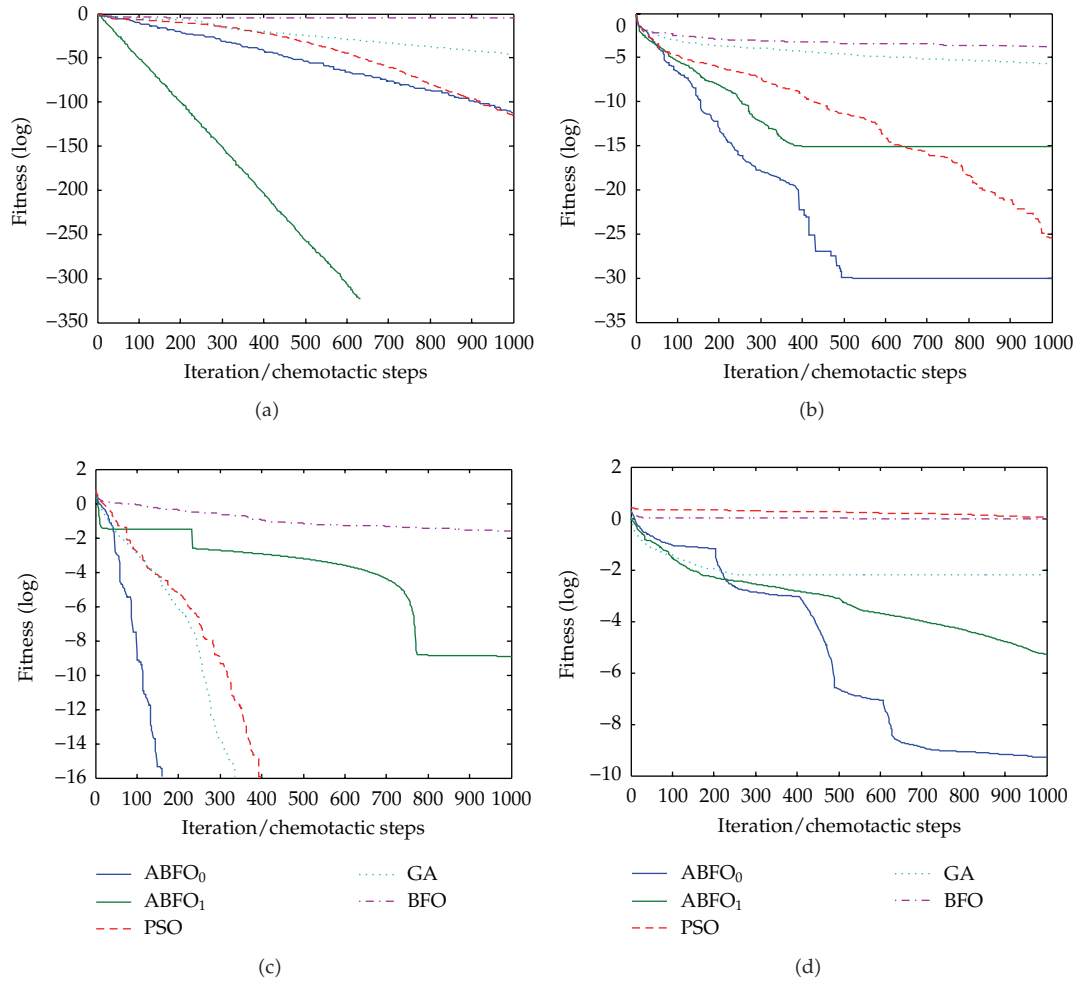 0
−50
−100
−150
−200
−250
−300
−350
Fitness (log)
0 100 200 300 400 500 600 700 800 900 1000
Iteration/chemotactic steps
(a)
0
−5
−10
−15
−20
−25
−30
−35
Fitness (log)
0 100 200 300 400 500 600 700 800 900 1000
Iteration/chemotactic steps
(b)
2
0
−2
−4
−6
−8
−10
−12
−14
−16
Fitness (log)
0 100 200 300 400 500 600 700 800 900 1000
Iteration/chemotactic steps
ABFO₀
ABFO₁
PSO
GA
BFO
(c)
2
0
−2
−4
−6
−8
−10
Fitness (log)
0 100 200 300 400 500 600 700 800 900 1000
Iteration/chemotactic steps
ABFO₀
ABFO₁
PSO
GA
BFO
(d)